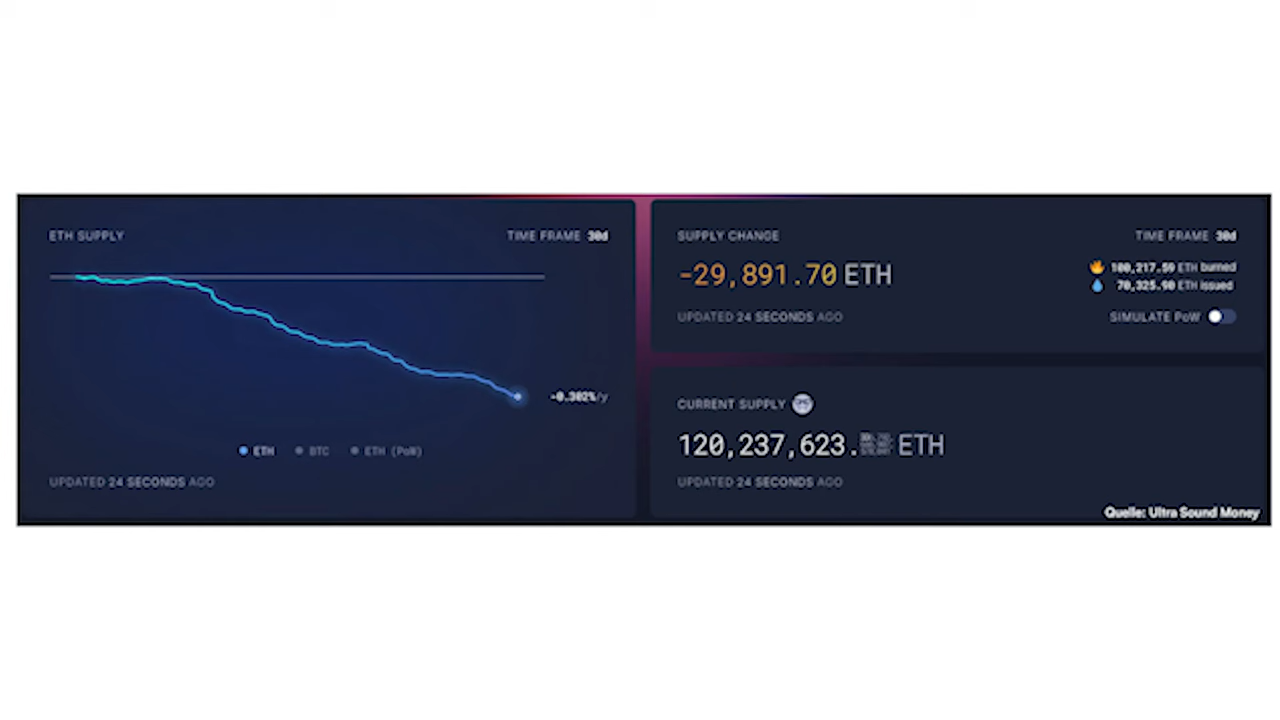 ETH SUPPLY
TIME FRAME 30d
-0.302%/y
ETH
BTC
ETH (PoW)
UPDATED 24 SECONDS AGO
SUPPLY CHANGE
TIME FRAME 30d
-29,891.70 ETH
100,217.59 ETH burned
70,325.90 ETH issued
UPDATED 24 SECONDS AGO
SIMULATE PoW
CURRENT SUPPLY
120,237,623. ETH
UPDATED 24 SECONDS AGO
Quelle: Ultra Sound Money